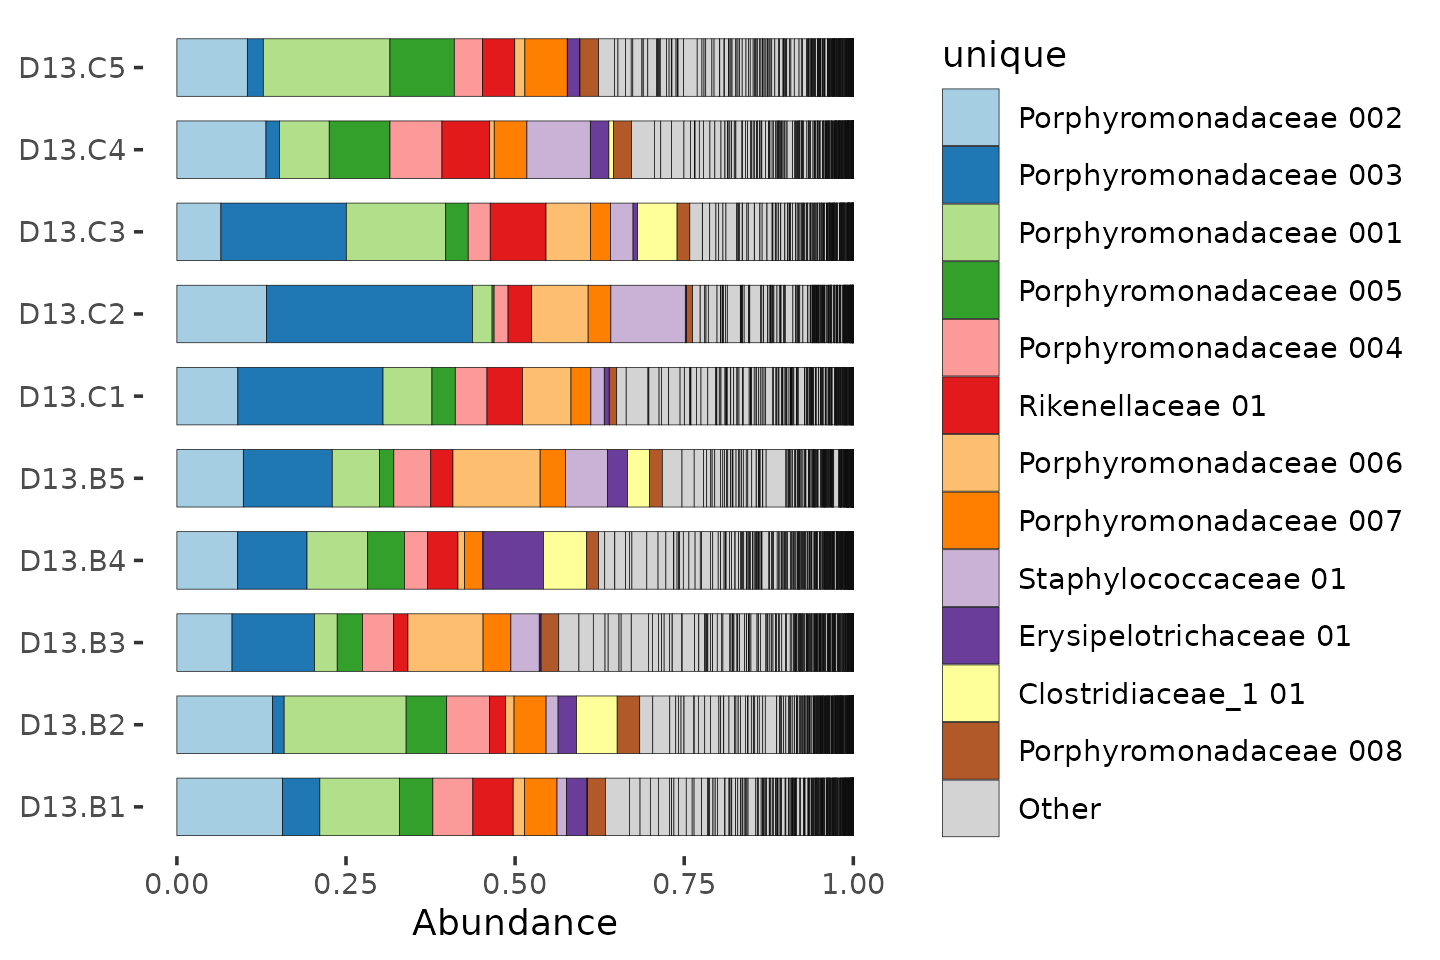 D13.C5
D13.C4
D13.C3
D13.C2
D13.C1
D13.B5
D13.B4
D13.B3
D13.B2
D13.B1
0.00 0.25 0.50 0.75 1.00
Abundance
unique
Porphyromonadaceae 002
Porphyromonadaceae 003
Porphyromonadaceae 001
Porphyromonadaceae 005
Porphyromonadaceae 004
Rikenellaceae 01
Porphyromonadaceae 006
Porphyromonadaceae 007
Staphylococcaceae 01
Erysipelotrichaceae 01
Clostridiaceae_1 01
Porphyromonadaceae 008
Other